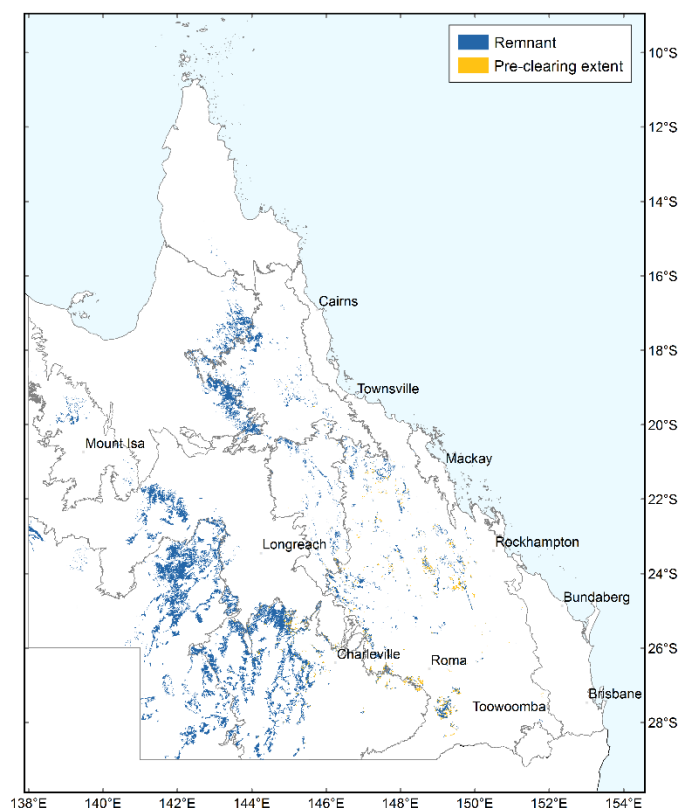 Remnant
Pre-clearing extent
10°S
12°S
14°S
16°S
Cairns
18°S
Townsville
20°S
Mount Isa
Mackay
22°S
Longreach
Rockhampton
24°S
Bundaberg
26°S
Charleville
Roma
Brisbane
Toowoomba
28°S
138°E
140°E
142°E
144°E
146°E
148°E
150°E
152°E
154°E